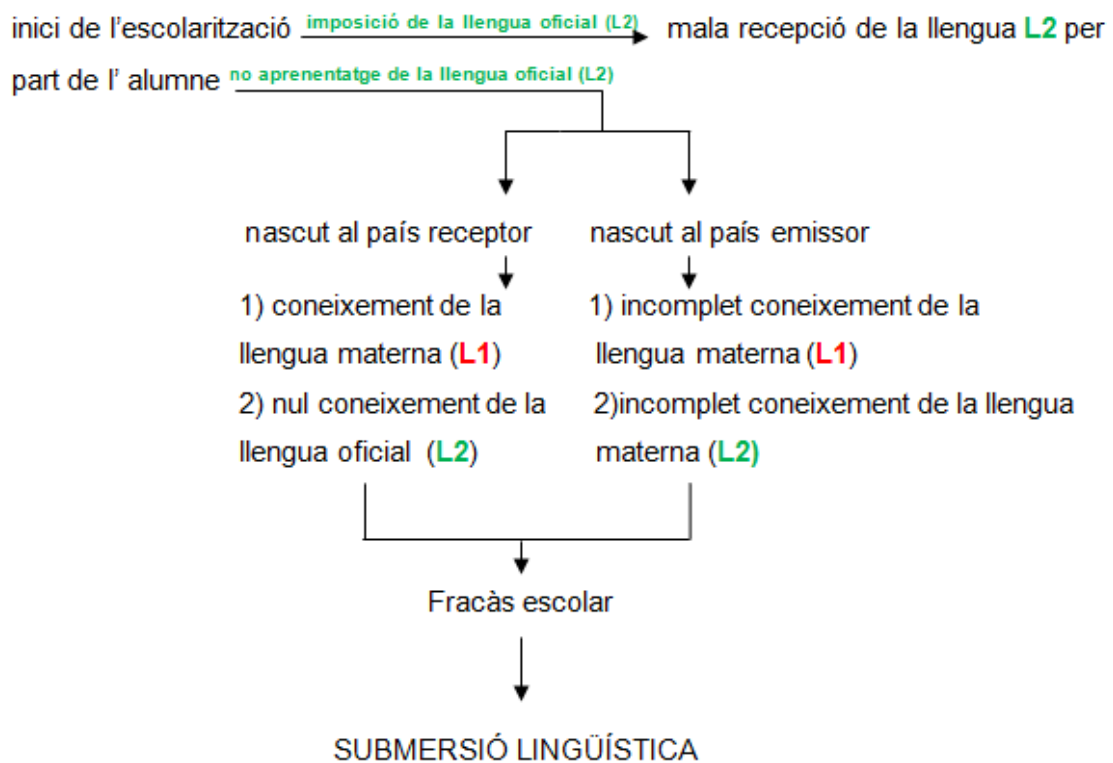 inici de l'escolarització imposició de la llengua oficial (L2) mala recepció de la llengua L2 per
part de l' alumne no aprenentatge de la llengua oficial (L2)
nascut al país receptor
nascut al país emissor
1) coneixement de la
llengua materna (L1)
2) nul coneixement de la
llengua oficial (L2)
1) incomplet coneixement de la
llengua materna (L1)
2)incomplet coneixement de la llengua
materna (L2)
Fracàs escolar
SUBMERSIÓ LINGÜÍSTICA